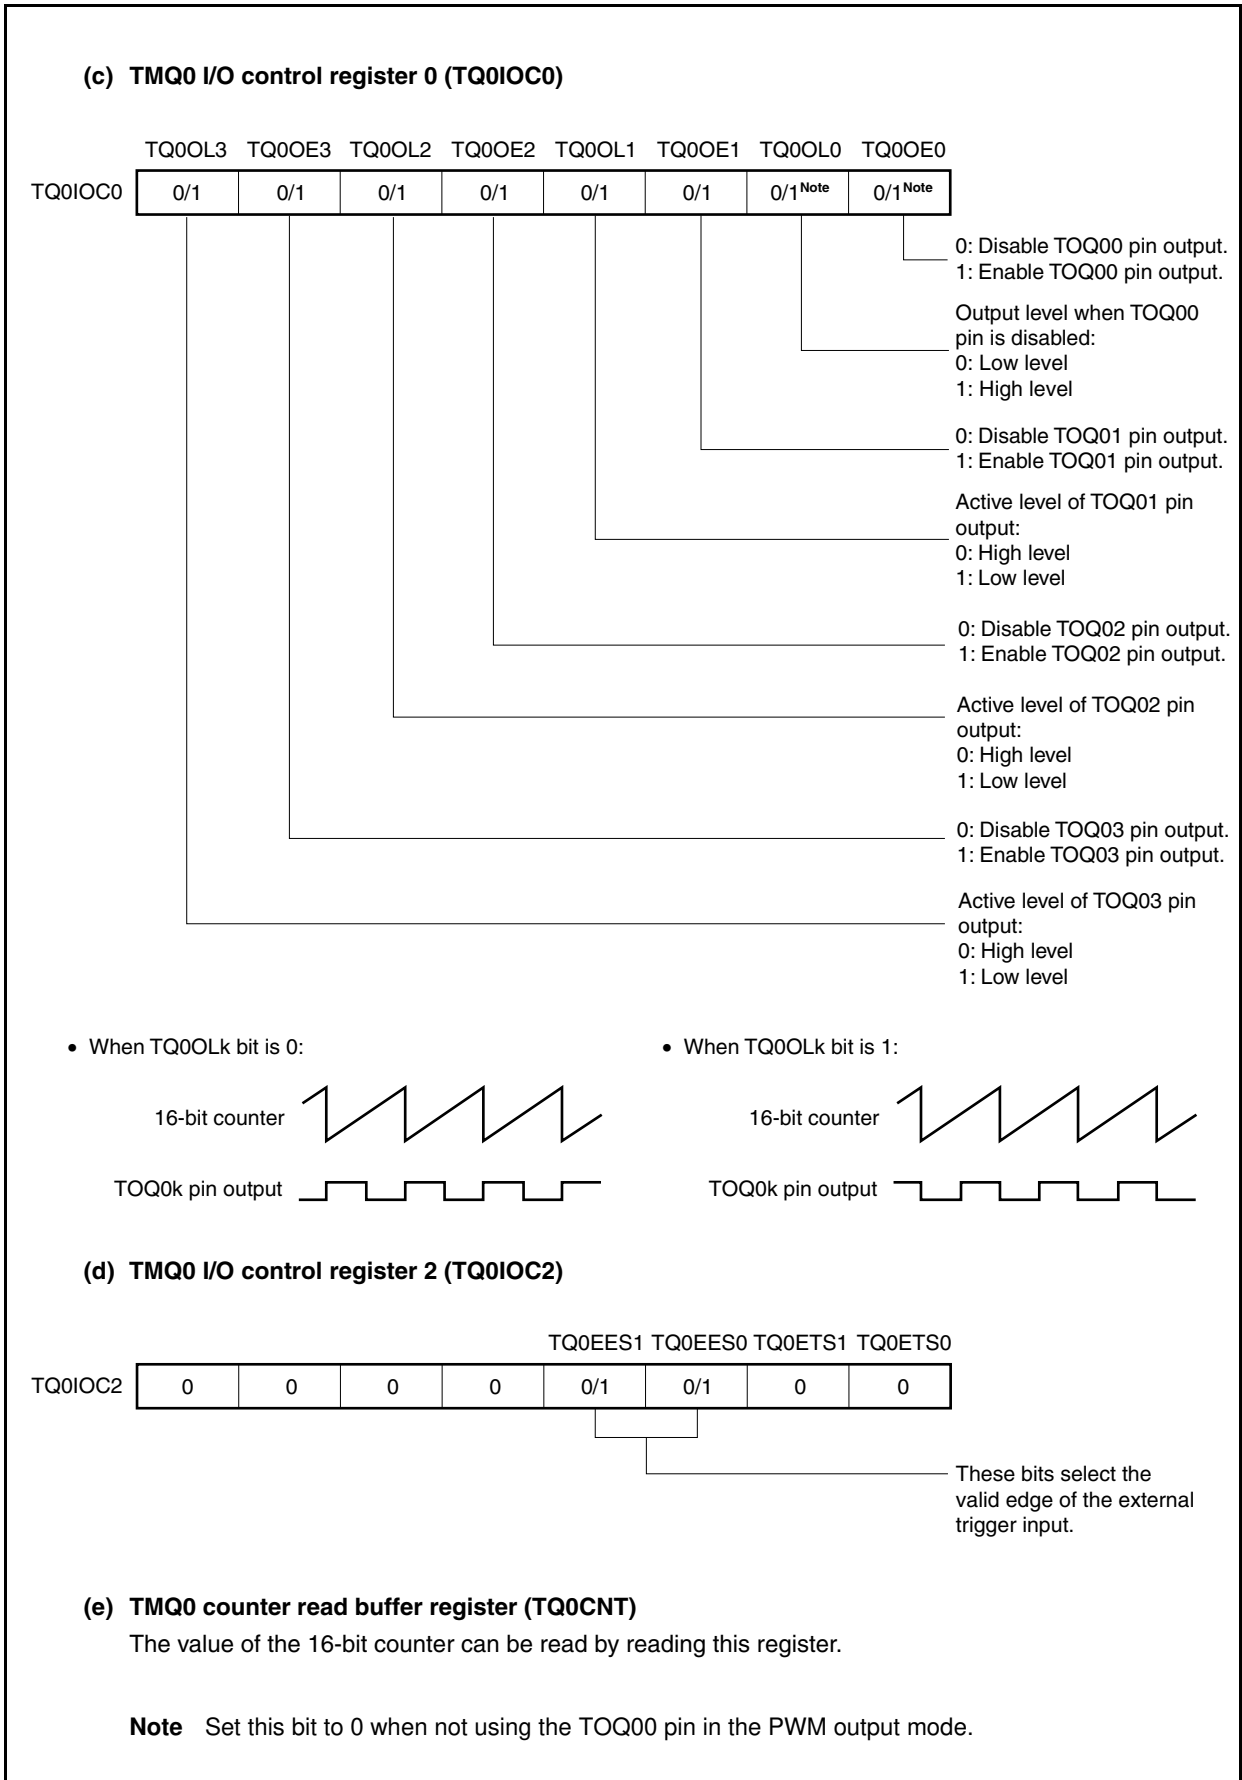 (c) TMQ0 I/O control register 0 (TQ0IOC0)
TQ0OL3 TQ0OE3 TQ0OL2 TQ0OE2 TQ0OL1 TQ0OE1 TQ0OL0 TQ0OE0
TQ0IOC0 0/1 0/1 0/1 0/1 0/1 0/1 0/1Note 0/1Note
0: Disable TOQ00 pin output.
1: Enable TOQ00 pin output.
Output level when TOQ00
pin is disabled:
0: Low level
1: High level
0: Disable TOQ01 pin output.
1: Enable TOQ01 pin output.
Active level of TOQ01 pin
output:
0: High level
1: Low level
0: Disable TOQ02 pin output.
1: Enable TOQ02 pin output.
Active level of TOQ02 pin
output:
0: High level
1: Low level
0: Disable TOQ03 pin output.
1: Enable TOQ03 pin output.
Active level of TOQ03 pin
output:
0: High level
1: Low level
• When TQ0OLk bit is 0:
16-bit counter
TOQ0k pin output
• When TQ0OLk bit is 1:
16-bit counter
TOQ0k pin output
(d) TMQ0 I/O control register 2 (TQ0IOC2)
TQ0EES1 TQ0EES0 TQ0ETS1 TQ0ETS0
TQ0IOC2 0 0 0 0 0/1 0/1 0 0
These bits select the
valid edge of the external
trigger input.
(e) TMQ0 counter read buffer register (TQ0CNT)
The value of the 16-bit counter can be read by reading this register.
Note Set this bit to 0 when not using the TOQ00 pin in the PWM output mode.